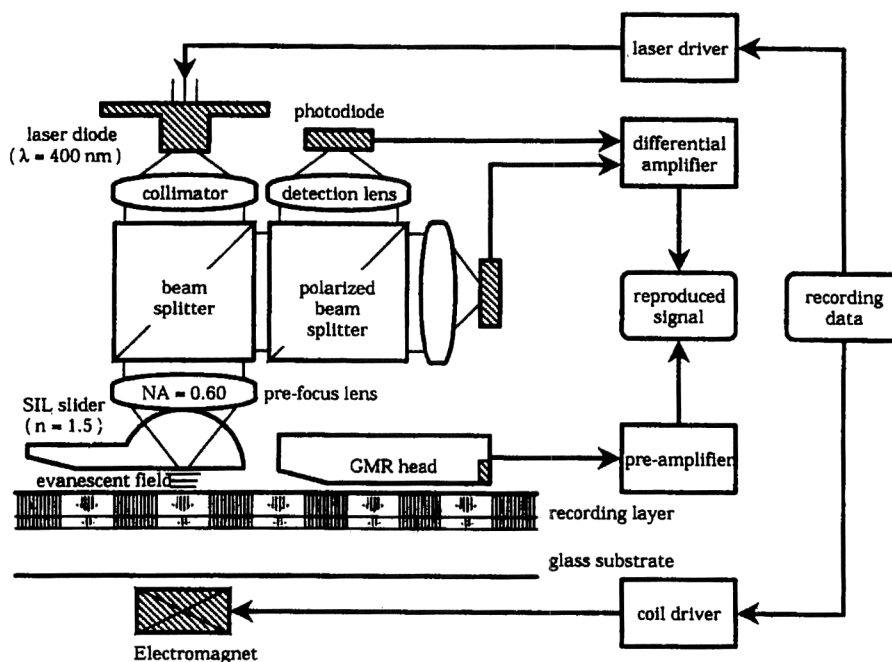 laser driver
photodiode
laser diode
( λ = 400 nm )
differential
amplifier
collimator
detection lens
beam
splitter
polarized
beam
splitter
reproduced
signal
recording
data
NA = 0.60
pre-focus lens
SIL slider
( n = 1.5 )
GMR head
pre-amplifier
evanescent field
recording layer
glass substrate
coil driver
Electromagnet